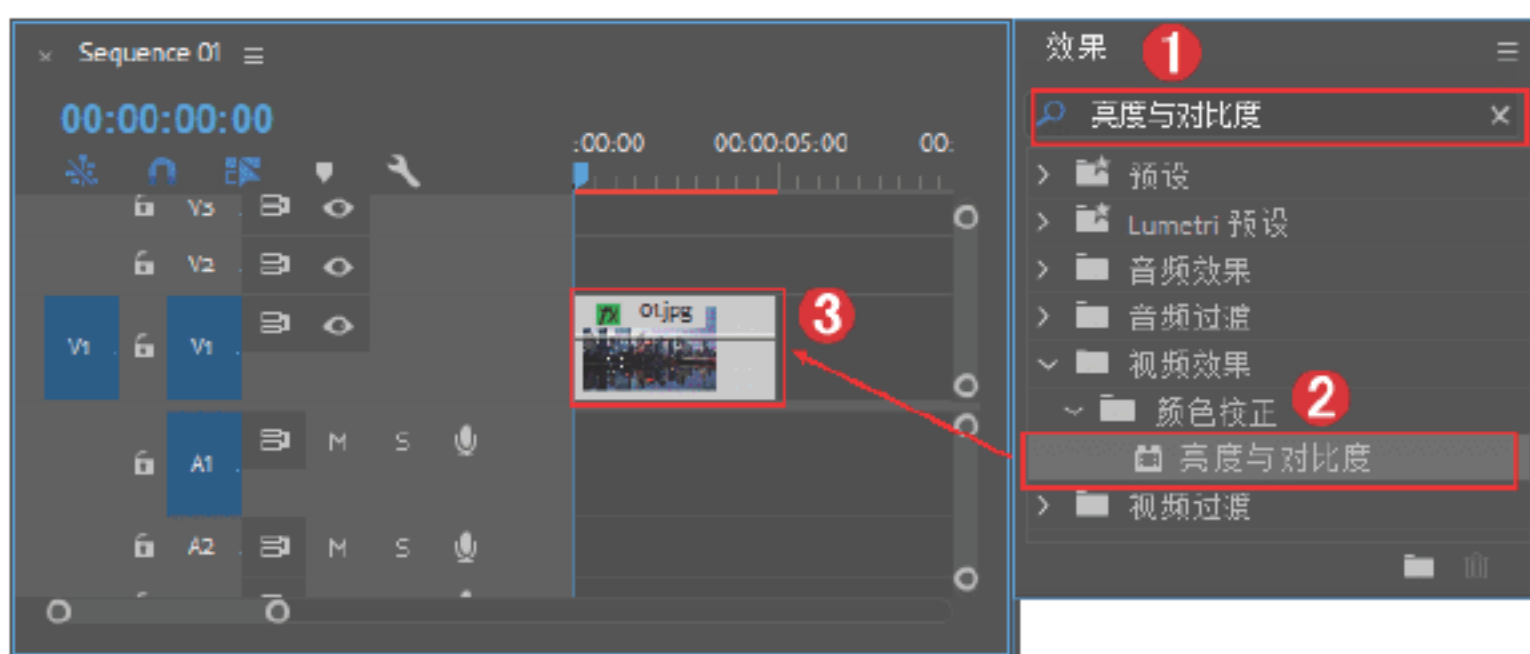 Sequence 01
00:00:00:00
:00:00 00:00:05:00 00:
V3
V2
V1 V1
fx 01.jpg
3
A1 M S
A2 M S
效果 1
亮度与对比度
预设
Lumetri 预设
音频效果
音频过渡
视频效果
颜色校正 2
亮度与对比度
视频过渡